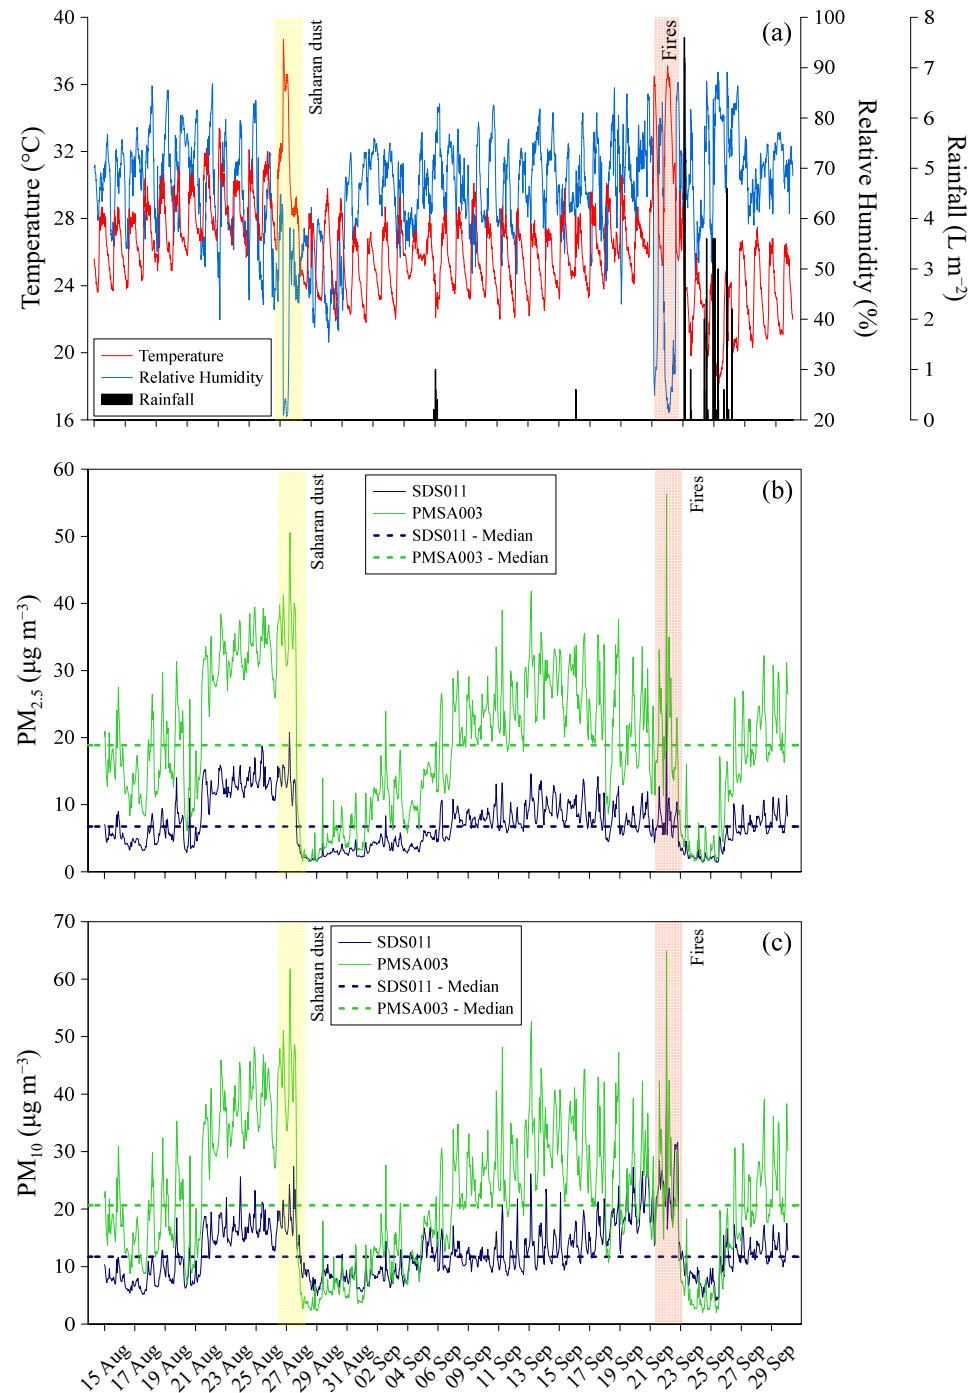 40
36
32
28
24
20
16
Temperature (°C)
Saharan dust
Fires
(a)
100
90
80
70
60
50
40
30
20
Relative Humidity (%)
8
7
6
5
4
3
2
1
0
Rainfall (L m⁻²)
Temperature
Relative Humidity
Rainfall
60
50
40
30
20
10
0
PM₂.₅ (µg m⁻³)
Saharan dust
SDS011
PMSA003
SDS011 - Median
PMSA003 - Median
Fires
(b)
70
60
50
40
30
20
10
0
PM₁₀ (µg m⁻³)
Saharan dust
SDS011
PMSA003
SDS011 - Median
PMSA003 - Median
Fires
(c)
15 Aug
17 Aug
19 Aug
21 Aug
23 Aug
25 Aug
27 Aug
29 Aug
31 Aug
02 Sep
04 Sep
06 Sep
09 Sep
11 Sep
13 Sep
15 Sep
17 Sep
19 Sep
21 Sep
23 Sep
25 Sep
27 Sep
29 Sep